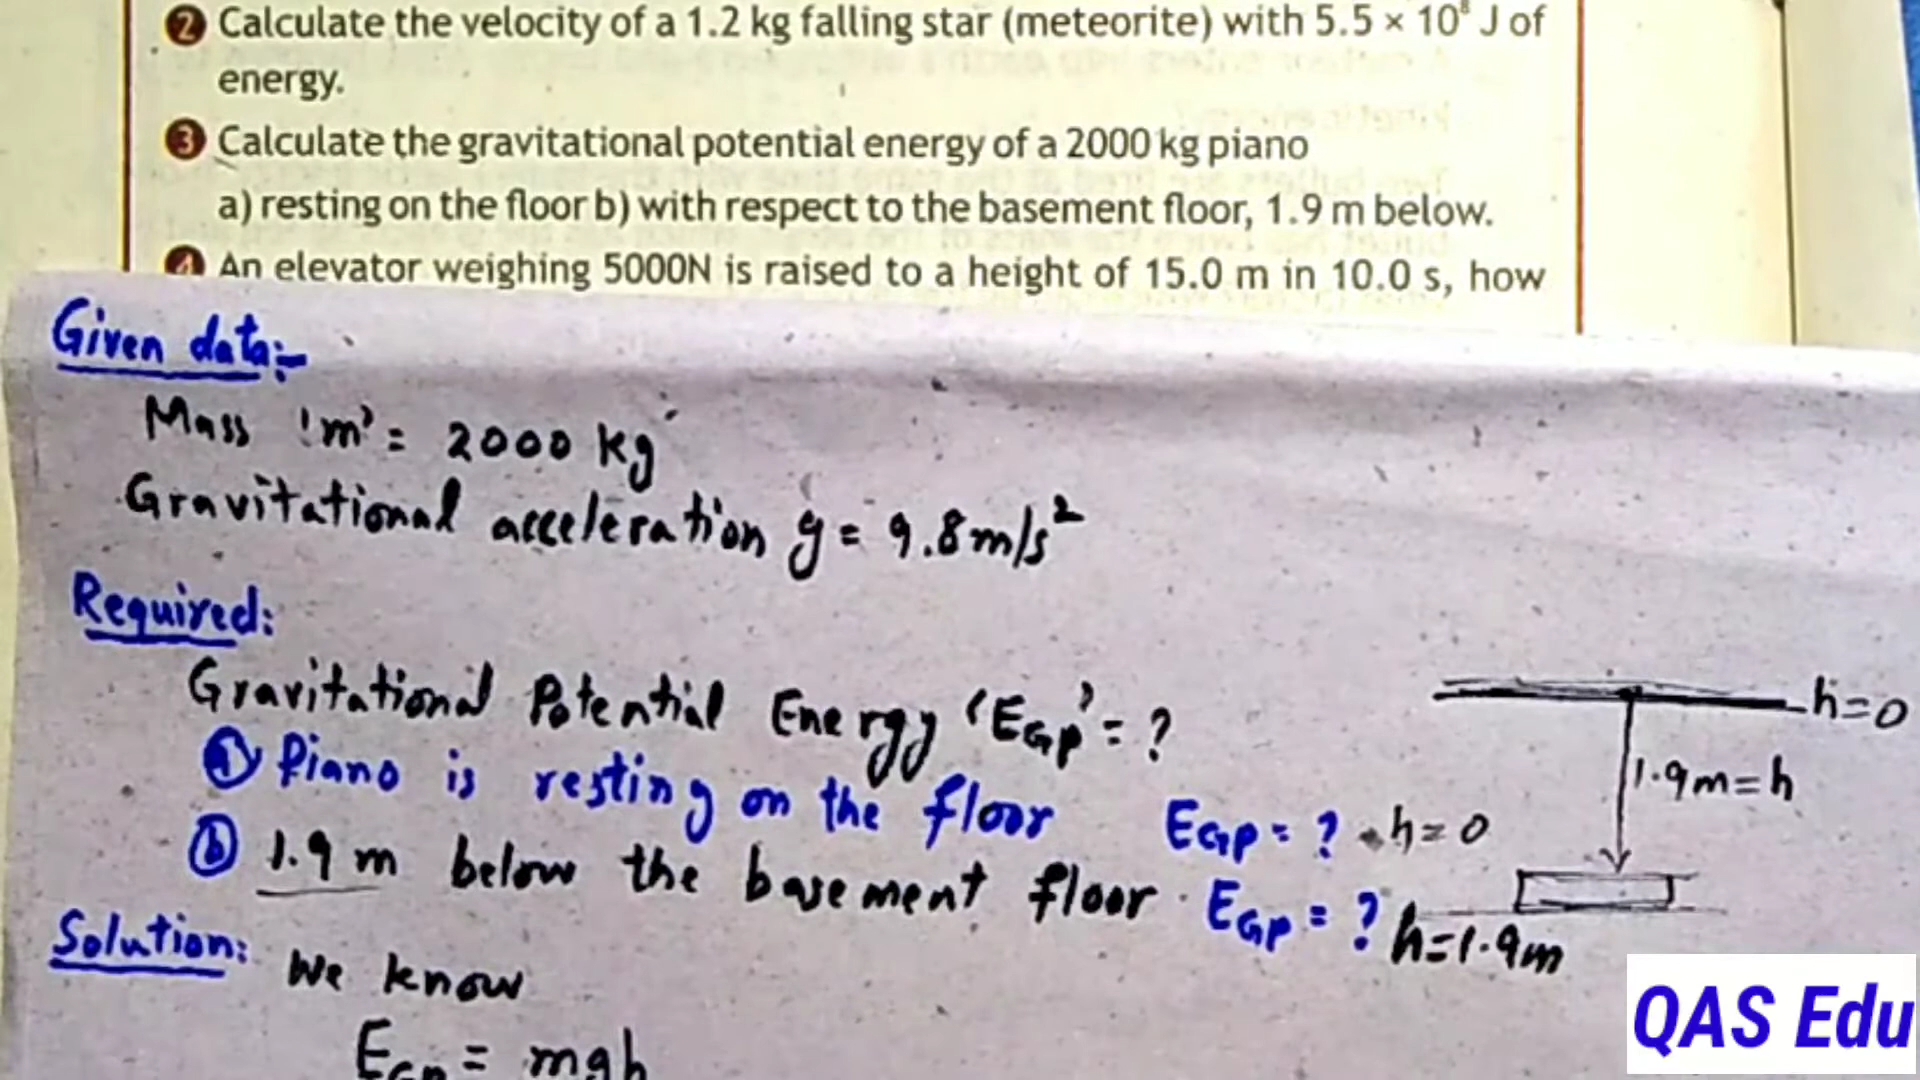 2 Calculate the velocity of a 1.2 kg falling star (meteorite) with 5.5 × 10⁸ J of
energy.
3 Calculate the gravitational potential energy of a 2000 kg piano
a) resting on the floor b) with respect to the basement floor, 1.9 m below.
4 An elevator weighing 5000N is raised to a height of 15.0 m in 10.0 s, how
Given data:-
Mass 'm' = 2000 kg
Gravitational acceleration g = 9.8 m/s²
Required:
Gravitational Potential Energy 'EGP' = ?
h=0
1.9m=h
a Piano is resting on the floor EGP = ? h=0
b 1.9 m below the basement floor. EGP = ? h=1.9m
Solution: We know
EGP = mgh
QAS Edu